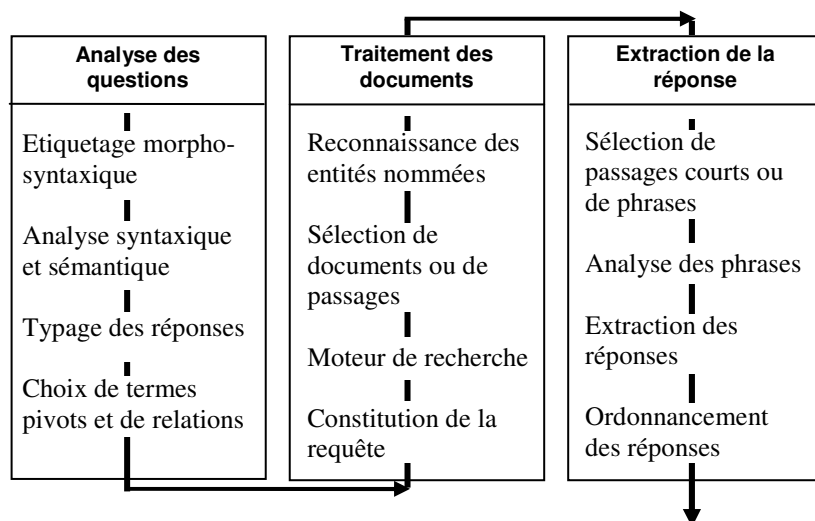 Analyse des
questions
Etiquetage morpho-
syntaxique
Analyse syntaxique
et sémantique
Typage des réponses
Choix de termes
pivots et de relations
Traitement des
documents
Reconnaissance des
entités nommées
Sélection de
documents ou de
passages
Moteur de recherche
Constitution de la
requête
Extraction de la
réponse
Sélection de
passages courts ou
de phrases
Analyse des phrases
Extraction des
réponses
Ordonnancement
des réponses